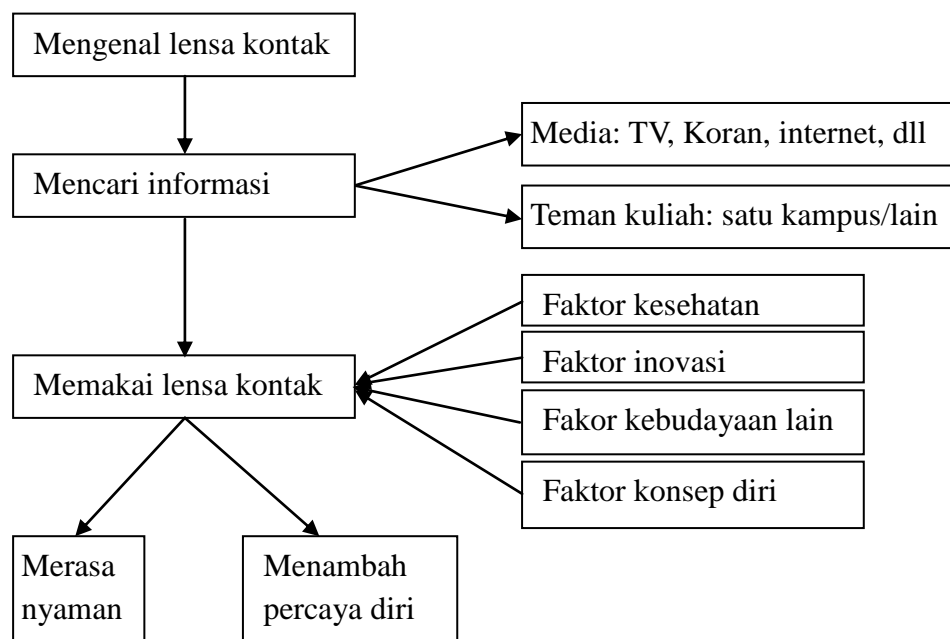 Mengenal lensa kontak
Media: TV, Koran, internet, dll
Mencari informasi
Teman kuliah: satu kampus/lain
Faktor kesehatan
Faktor inovasi
Memakai lensa kontak
Fakor kebudayaan lain
Faktor konsep diri
Merasa
nyaman
Menambah
percaya diri